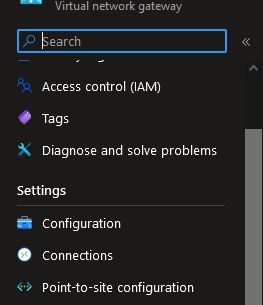 Virtual network gateway
Search
Access control (IAM)
Tags
Diagnose and solve problems
Settings
Configuration
Connections
Point-to-site configuration